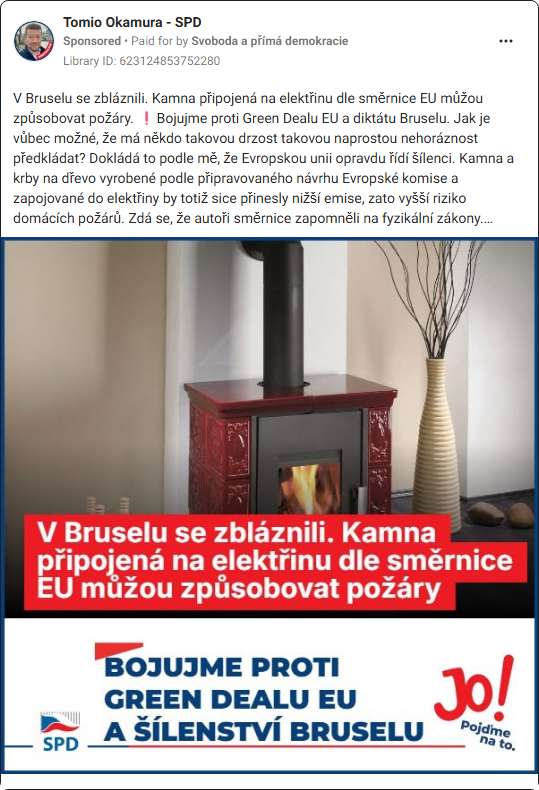 Tomio Okamura - SPD
Sponsored • Paid for by Svoboda a přímá demokracie
Library ID: 623124853752280
V Bruselu se zbláznili. Kamna připojená na elektřinu dle směrnice EU můžou
způsobovat požáry. ❗Bojujme proti Green Dealu EU a diktátu Bruselu. Jak je
vůbec možné, že má někdo takovou drzost takovou naprostou nehoráznost
předkládat? Dokládá to podle mě, že Evropskou unii opravdu řídí šílenci. Kamna a
krby na dřevo vyrobené podle připravovaného návrhu Evropské komise a
zapojované do elektřiny by totiž sice přinesly nižší emise, zato vyšší riziko
domácích požárů. Zdá se, že autoři směrnice zapomněli na fyzikální zákony....
V Bruselu se zbláznili. Kamna
připojená na elektřinu dle směrnice
EU můžou způsobovat požáry
BOJUJME PROTI
GREEN DEALU EU
A ŠÍLENSTVÍ BRUSELU
SPD
Jo!
Pojďme
na to.